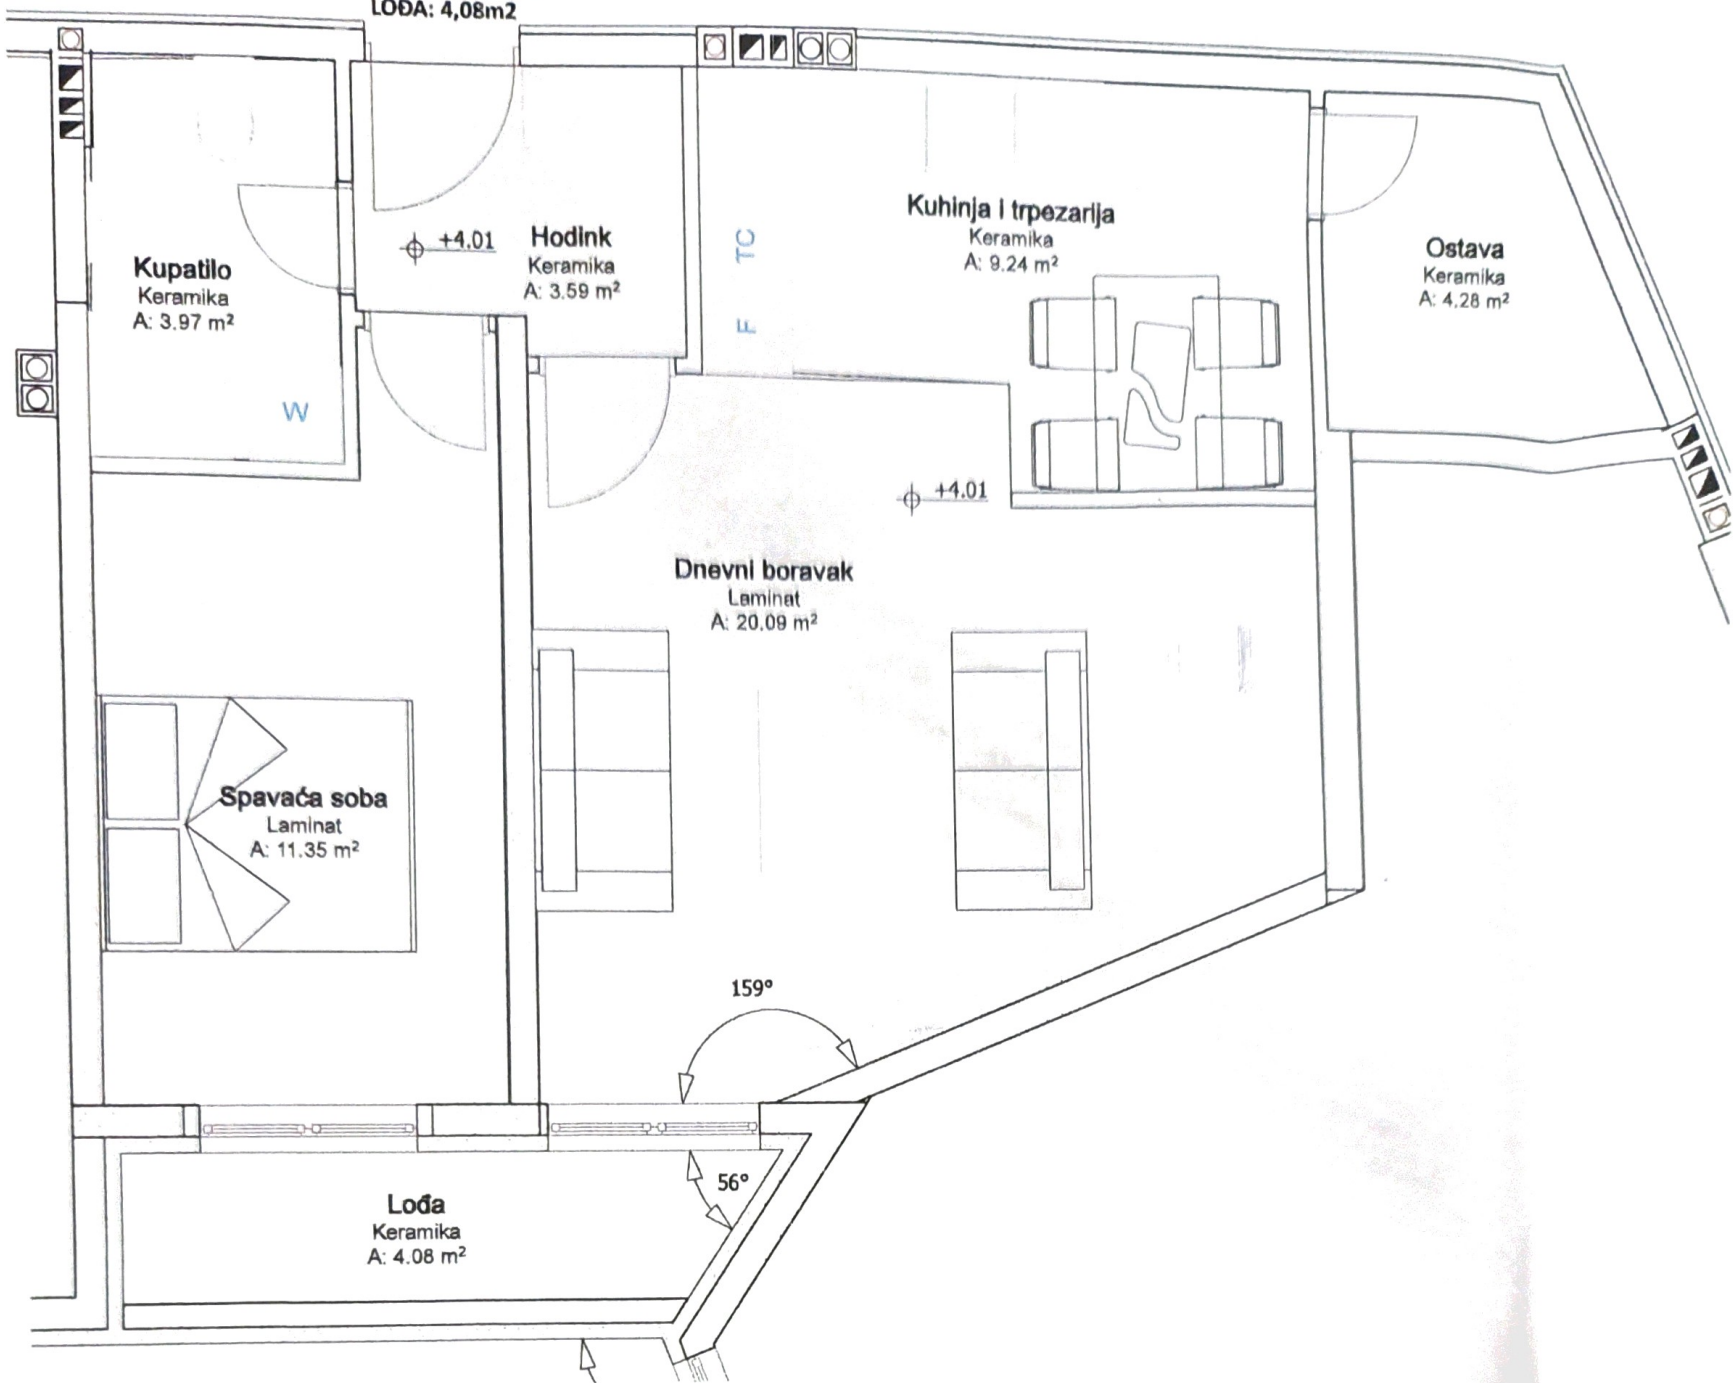 LOĐA: 4,08m2
Kupatilo
Keramika
A: 3.97 m²
W
+4.01
Hodink
Keramika
A: 3.59 m²
F TC
Kuhinja i trpezarija
Keramika
A: 9.24 m²
Ostava
Keramika
A: 4.28 m²
+4.01
Dnevni boravak
Laminat
A: 20.09 m²
Spavaća soba
Laminat
A: 11.35 m²
159°
56°
Lođa
Keramika
A: 4.08 m²